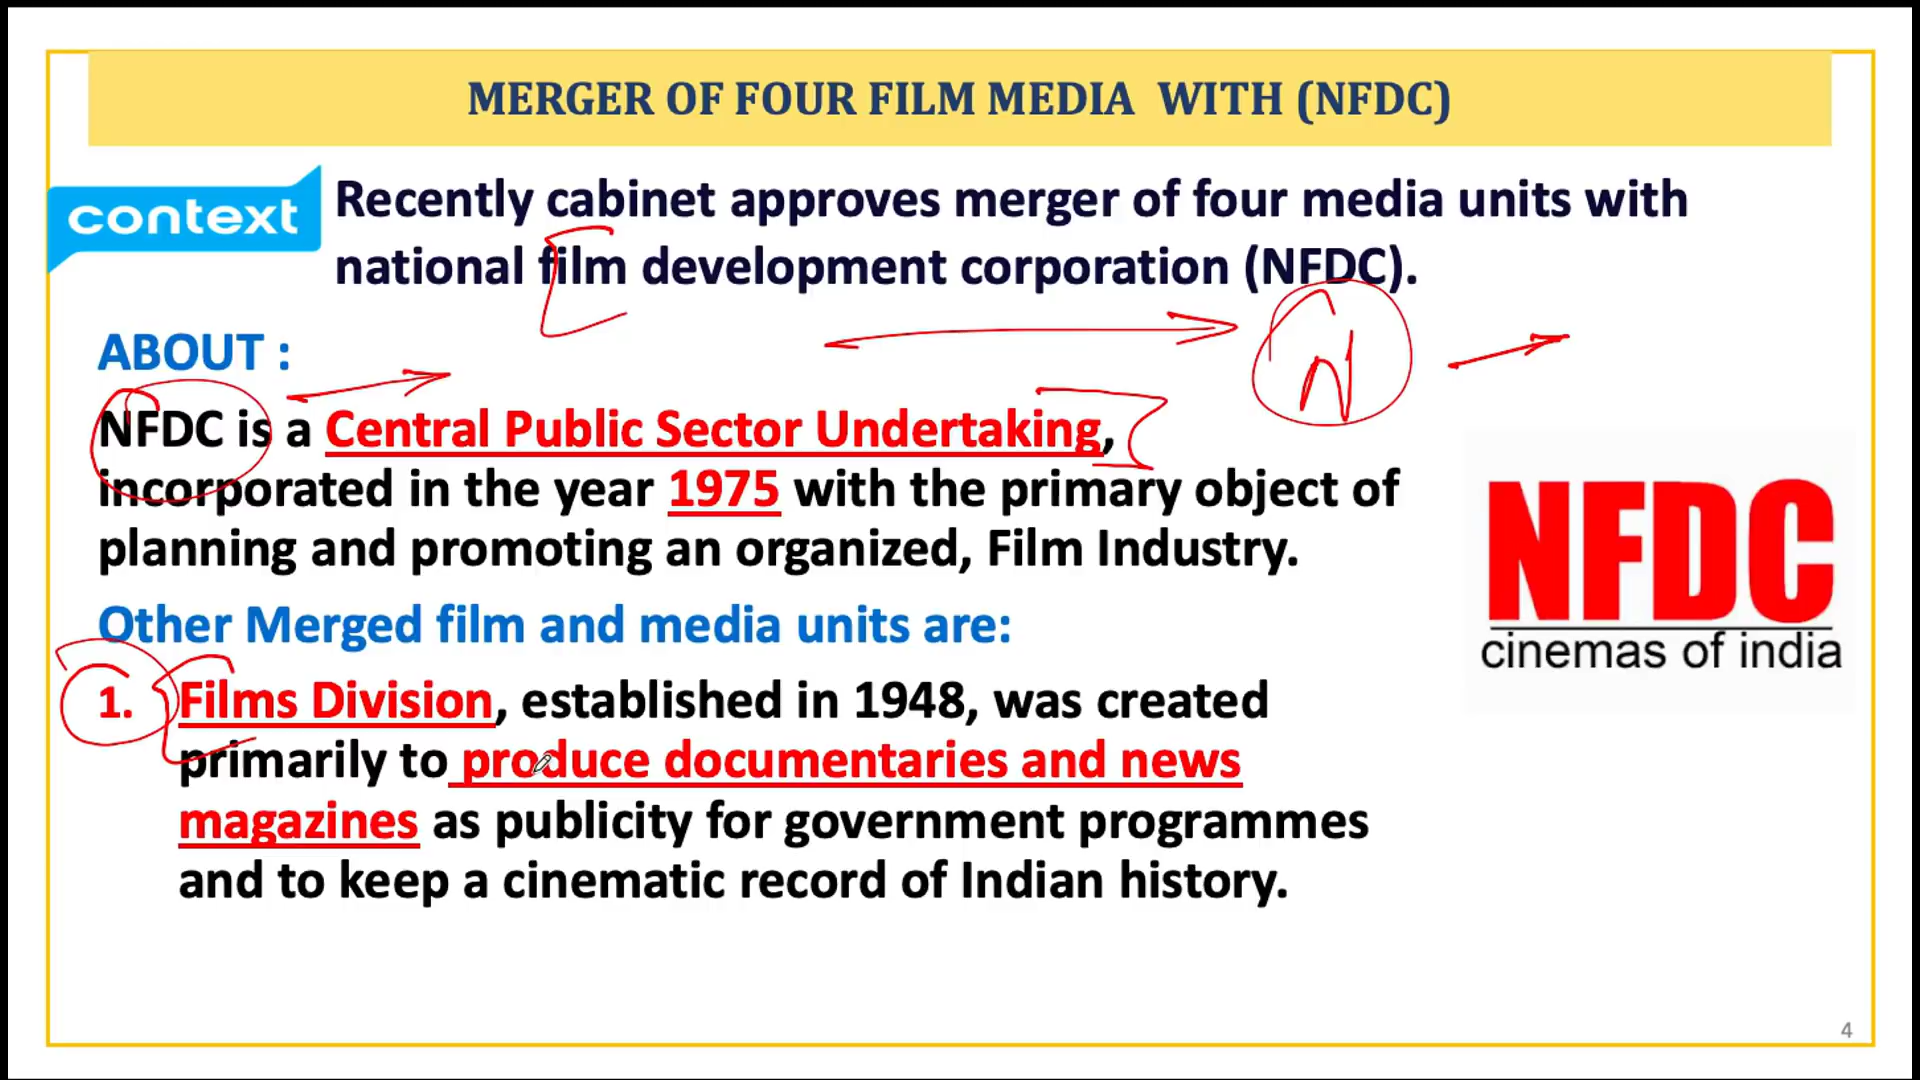 MERGER OF FOUR FILM MEDIA WITH (NFDC)
context
Recently cabinet approves merger of four media units with
national film development corporation (NFDC).
N
ABOUT :
NFDC is a Central Public Sector Undertaking,
incorporated in the year 1975 with the primary object of
planning and promoting an organized, Film Industry.
NFDC
cinemas of india
Other Merged film and media units are:
1. Films Division, established in 1948, was created
primarily to produce documentaries and news
magazines as publicity for government programmes
and to keep a cinematic record of Indian history.
4